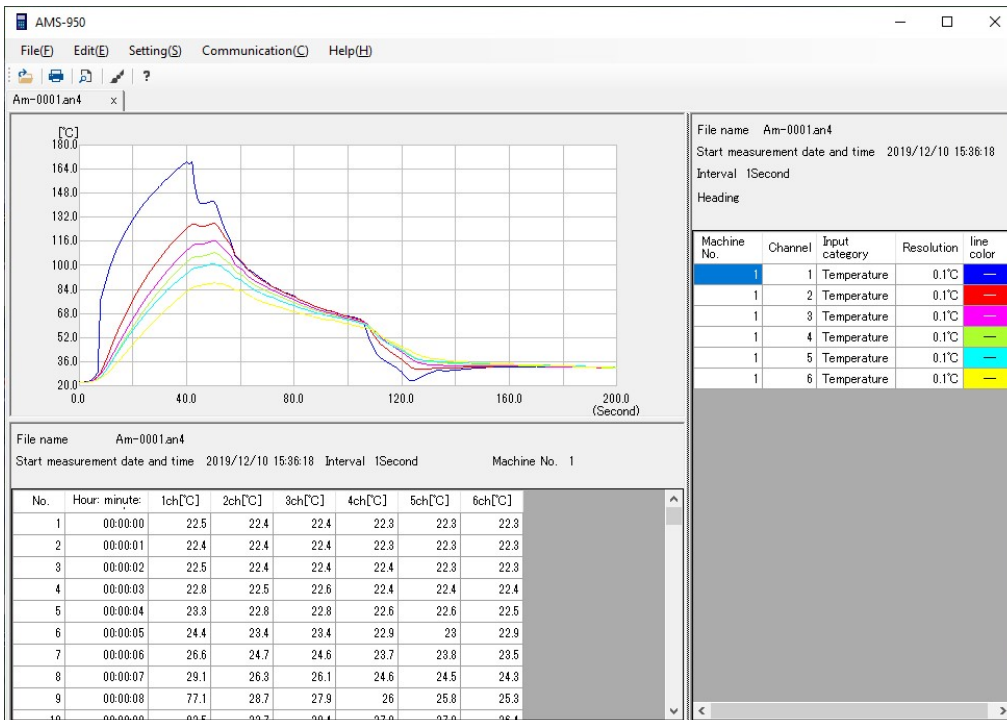 AMS-950
File(F) Edit(E) Setting(S) Communication(C) Help(H)
?
Am-0001.an4 x
[℃]
180.0
164.0
148.0
132.0
116.0
100.0
84.0
68.0
52.0
36.0
20.0
0.0 40.0 80.0 120.0 160.0 200.0
(Second)
File name Am-0001.an4
Start measurement date and time 2019/12/10 15:36:18
Interval 1Second
Heading
Machine No. Channel Input category Resolution line color
1 1 Temperature 0.1℃
1 2 Temperature 0.1℃
1 3 Temperature 0.1℃
1 4 Temperature 0.1℃
1 5 Temperature 0.1℃
1 6 Temperature 0.1℃
File name Am-0001.an4
Start measurement date and time 2019/12/10 15:36:18 Interval 1Second Machine No. 1
No. Hour: minute: 1ch[℃] 2ch[℃] 3ch[℃] 4ch[℃] 5ch[℃] 6ch[℃]
1 00:00:00 22.5 22.4 22.4 22.3 22.3 22.3
2 00:00:01 22.4 22.4 22.4 22.3 22.3 22.3
3 00:00:02 22.5 22.4 22.4 22.4 22.3 22.3
4 00:00:03 22.8 22.5 22.6 22.4 22.4 22.4
5 00:00:04 23.3 22.8 22.8 22.6 22.6 22.5
6 00:00:05 24.4 23.4 23.4 22.9 23 22.9
7 00:00:06 26.6 24.7 24.6 23.7 23.8 23.5
8 00:00:07 29.1 26.3 26.1 24.6 24.5 24.3
9 00:00:08 77.1 28.7 27.9 26 25.8 25.3